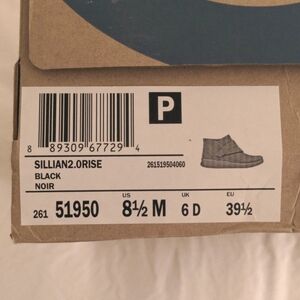 P
8 89309 67729 4
SILLIAN2.0RISE 261519504060
BLACK
NOIR
US UK EU
261 51950 8½ M 6 D 39½